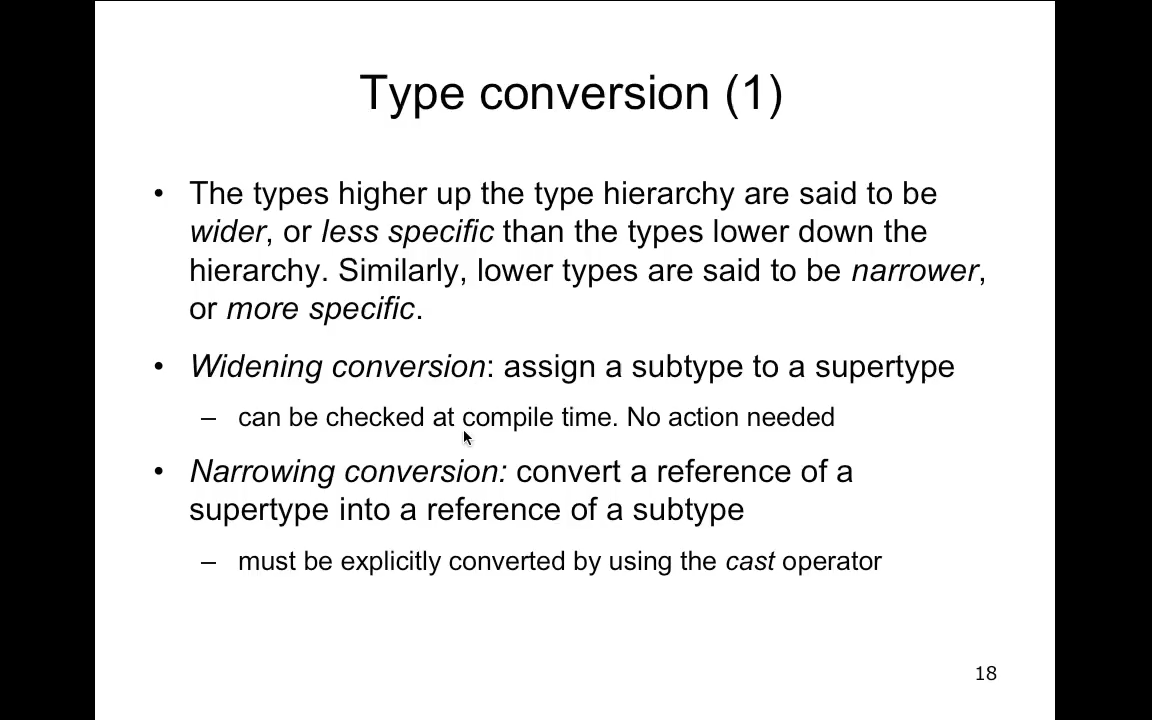 Type conversion (1)
• The types higher up the type hierarchy are said to be
wider, or less specific than the types lower down the
hierarchy. Similarly, lower types are said to be narrower,
or more specific.
• Widening conversion: assign a subtype to a supertype
– can be checked at compile time. No action needed
• Narrowing conversion: convert a reference of a
supertype into a reference of a subtype
– must be explicitly converted by using the cast operator
18